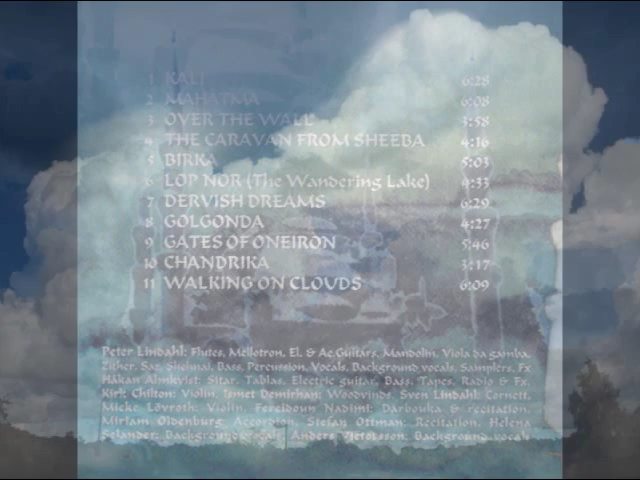 1 KALI 6:28
2 MAHATMA 6:08
3 OVER THE WALL 3:58
4 THE CARAVAN FROM SHEEBA 4:16
5 BIRKA 5:03
6 LOP NOR (The Wandering Lake) 4:33
7 DERVISH DREAMS 6:29
8 GOLGONDA 4:27
9 GATES OF ONEIRON 5:46
10 CHANDRIKA 3:17
11 WALKING ON CLOUDS 6:09
Peter Lindahl: Flutes, Mellotron, El. & Ac Guitars, Mandolin, Viola da gamba,
Zither, Saz, Bass, Percussion, Vocals, Background vocals, Samplers, Fx
Håkan Almkvist: Sitar, Tablas, Electric guitar, Bass, Tapes, Radio & Fx,
Kirk Chilton: Violin, Ismet Demirhan: Woodwinds, Sven Lindahl: Cornett,
Mieke Lövroth: Violin, Fereidoun Nadimi: Darbouka & recitation,
Miriam Oldenburg: Accordion, Stefan Ottman: Recitation, Helena
Selander: Background vocals, Anders Background vocals